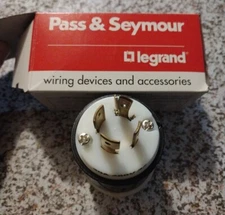 Pass & Seymour
legrand
wiring devices and accessories